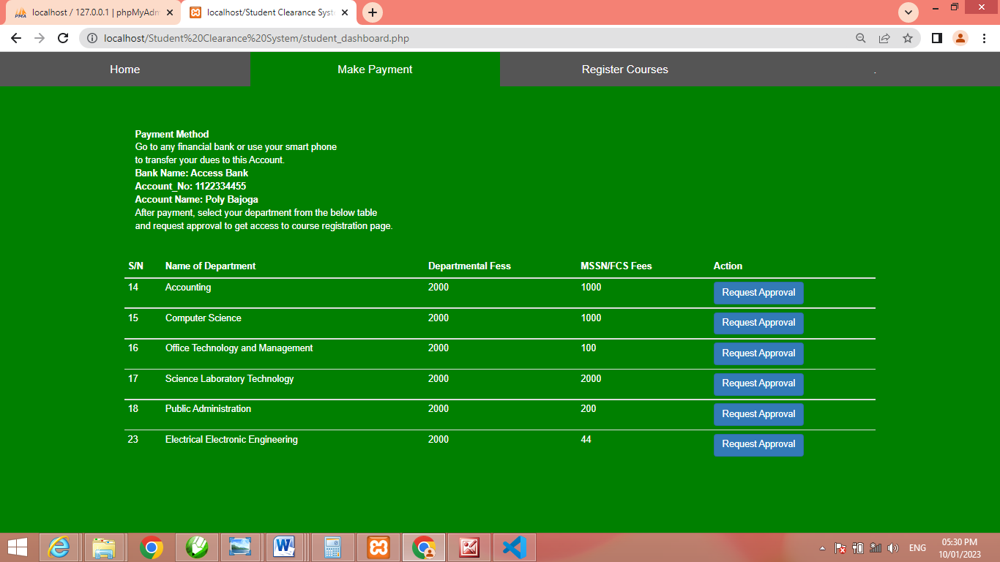 localhost / 127.0.0.1 | phpMyAdm
localhost/Student Clearance Syst
localhost/Student%20Clearance%20System/student_dashboard.php
Home Make Payment Register Courses .
Payment Method
Go to any financial bank or use your smart phone
to transfer your dues to this Account.
Bank Name: Access Bank
Account_No: 1122334455
Account Name: Poly Bajoga
After payment, select your department from the below table
and request approval to get access to course registration page.
S/N Name of Department Departmental Fess MSSN/FCS Fees Action
14 Accounting 2000 1000 Request Approval
15 Computer Science 2000 1000 Request Approval
16 Office Technology and Management 2000 100 Request Approval
17 Science Laboratory Technology 2000 2000 Request Approval
18 Public Administration 2000 200 Request Approval
23 Electrical Electronic Engineering 2000 44 Request Approval
ENG
05:30 PM
10/01/2023